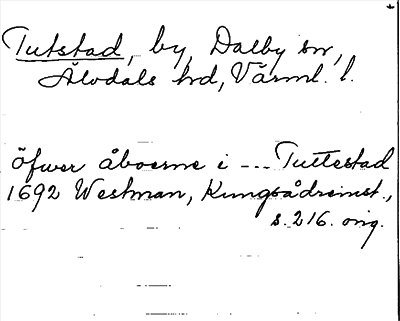 Tutstad, by, Dalby sn,
Älvdals hd, Värml. l.
öfwer åboerne i --- Tuttestad
1692 Westman, Kungsådreinst.,
s. 216. orig.